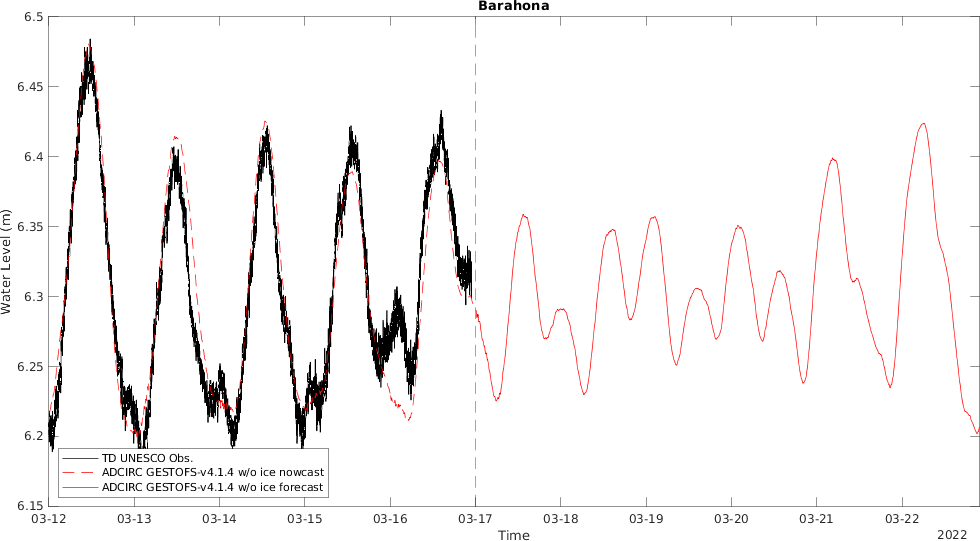 Barahona
6.5
6.45
6.4
6.35
6.3
6.25
6.2
6.15
Water Level (m)
TD UNESCO Obs.
ADCIRC GESTOFS-v4.1.4 w/o ice nowcast
ADCIRC GESTOFS-v4.1.4 w/o ice forecast
03-12 03-13 03-14 03-15 03-16 03-17 03-18 03-19 03-20 03-21 03-22
Time
2022